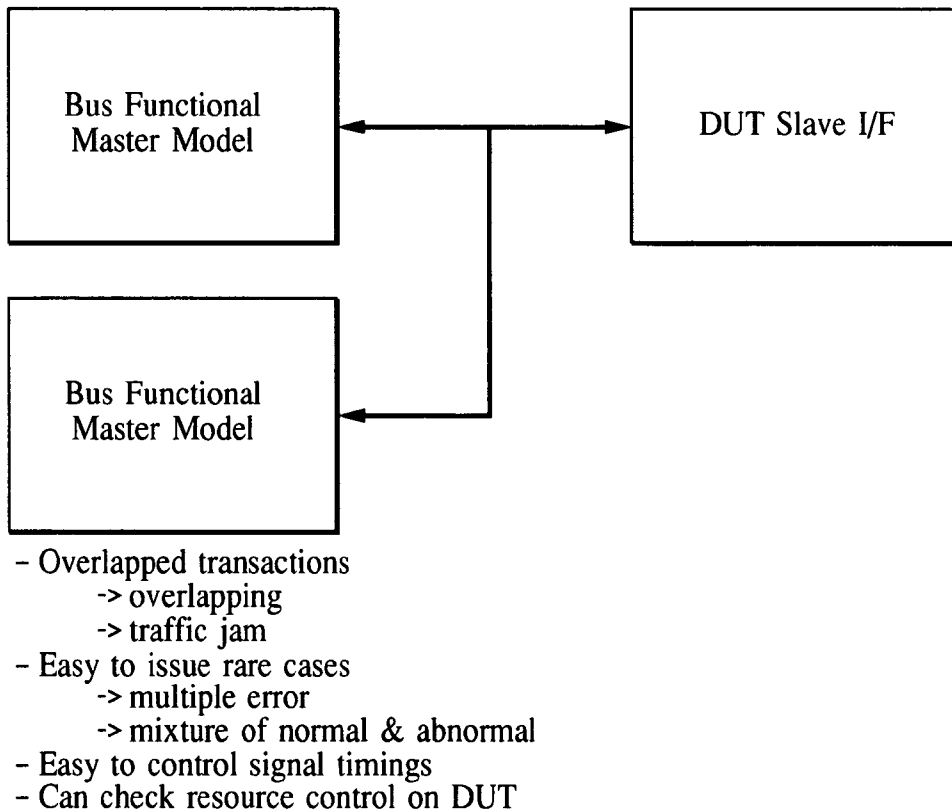 Bus Functional
Master Model
DUT Slave I/F
Bus Functional
Master Model
- Overlapped transactions
-> overlapping
-> traffic jam
- Easy to issue rare cases
-> multiple error
-> mixture of normal & abnormal
- Easy to control signal timings
- Can check resource control on DUT